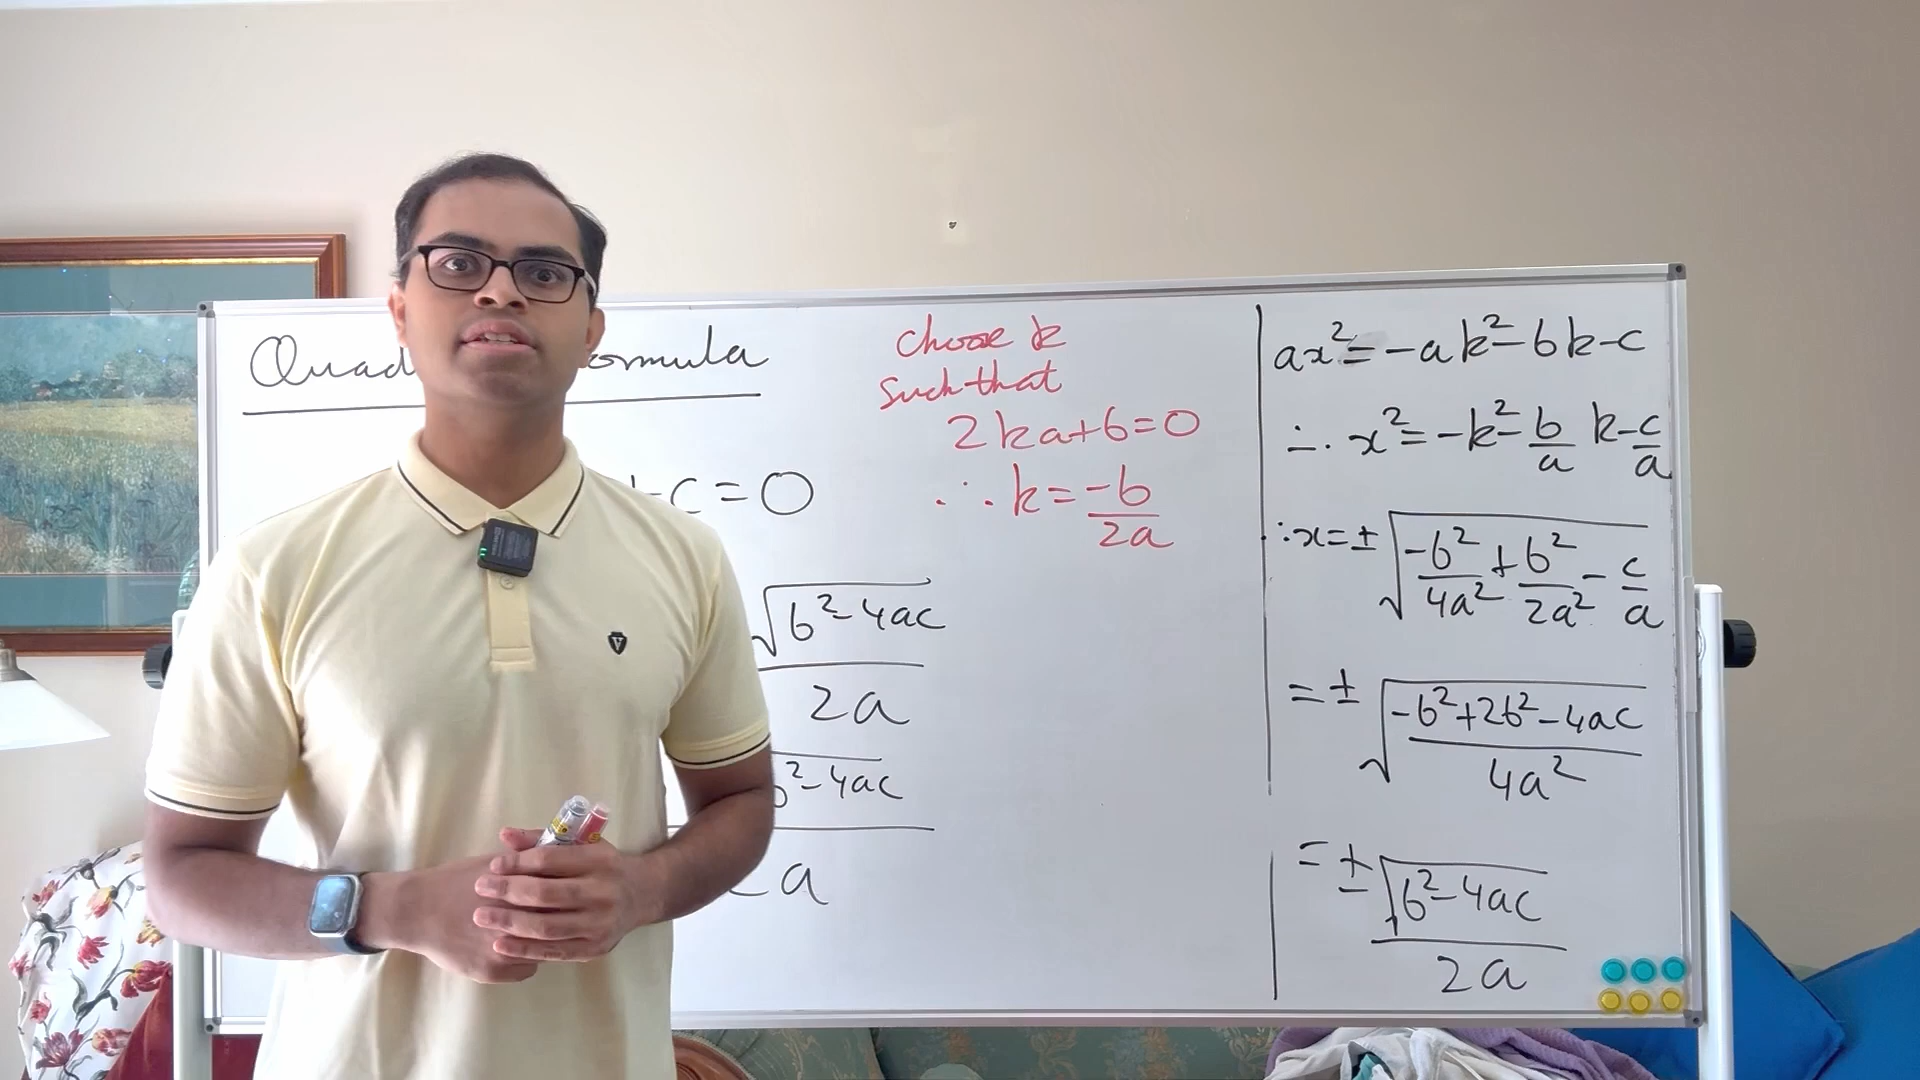 Quad ormula
+c=0
√b²-4ac
2a
b²-4ac
2a
choose k
such that
2ka+b=0
∴ k=-b/2a
ax²=-ak²-bk-c
∴ x²=-k²-b/a k-c/a
∴x=±√(-b²/4a²+b²/2a²-c/a)
=±√(-b²+2b²-4ac/4a²)
=±√b²-4ac
2a